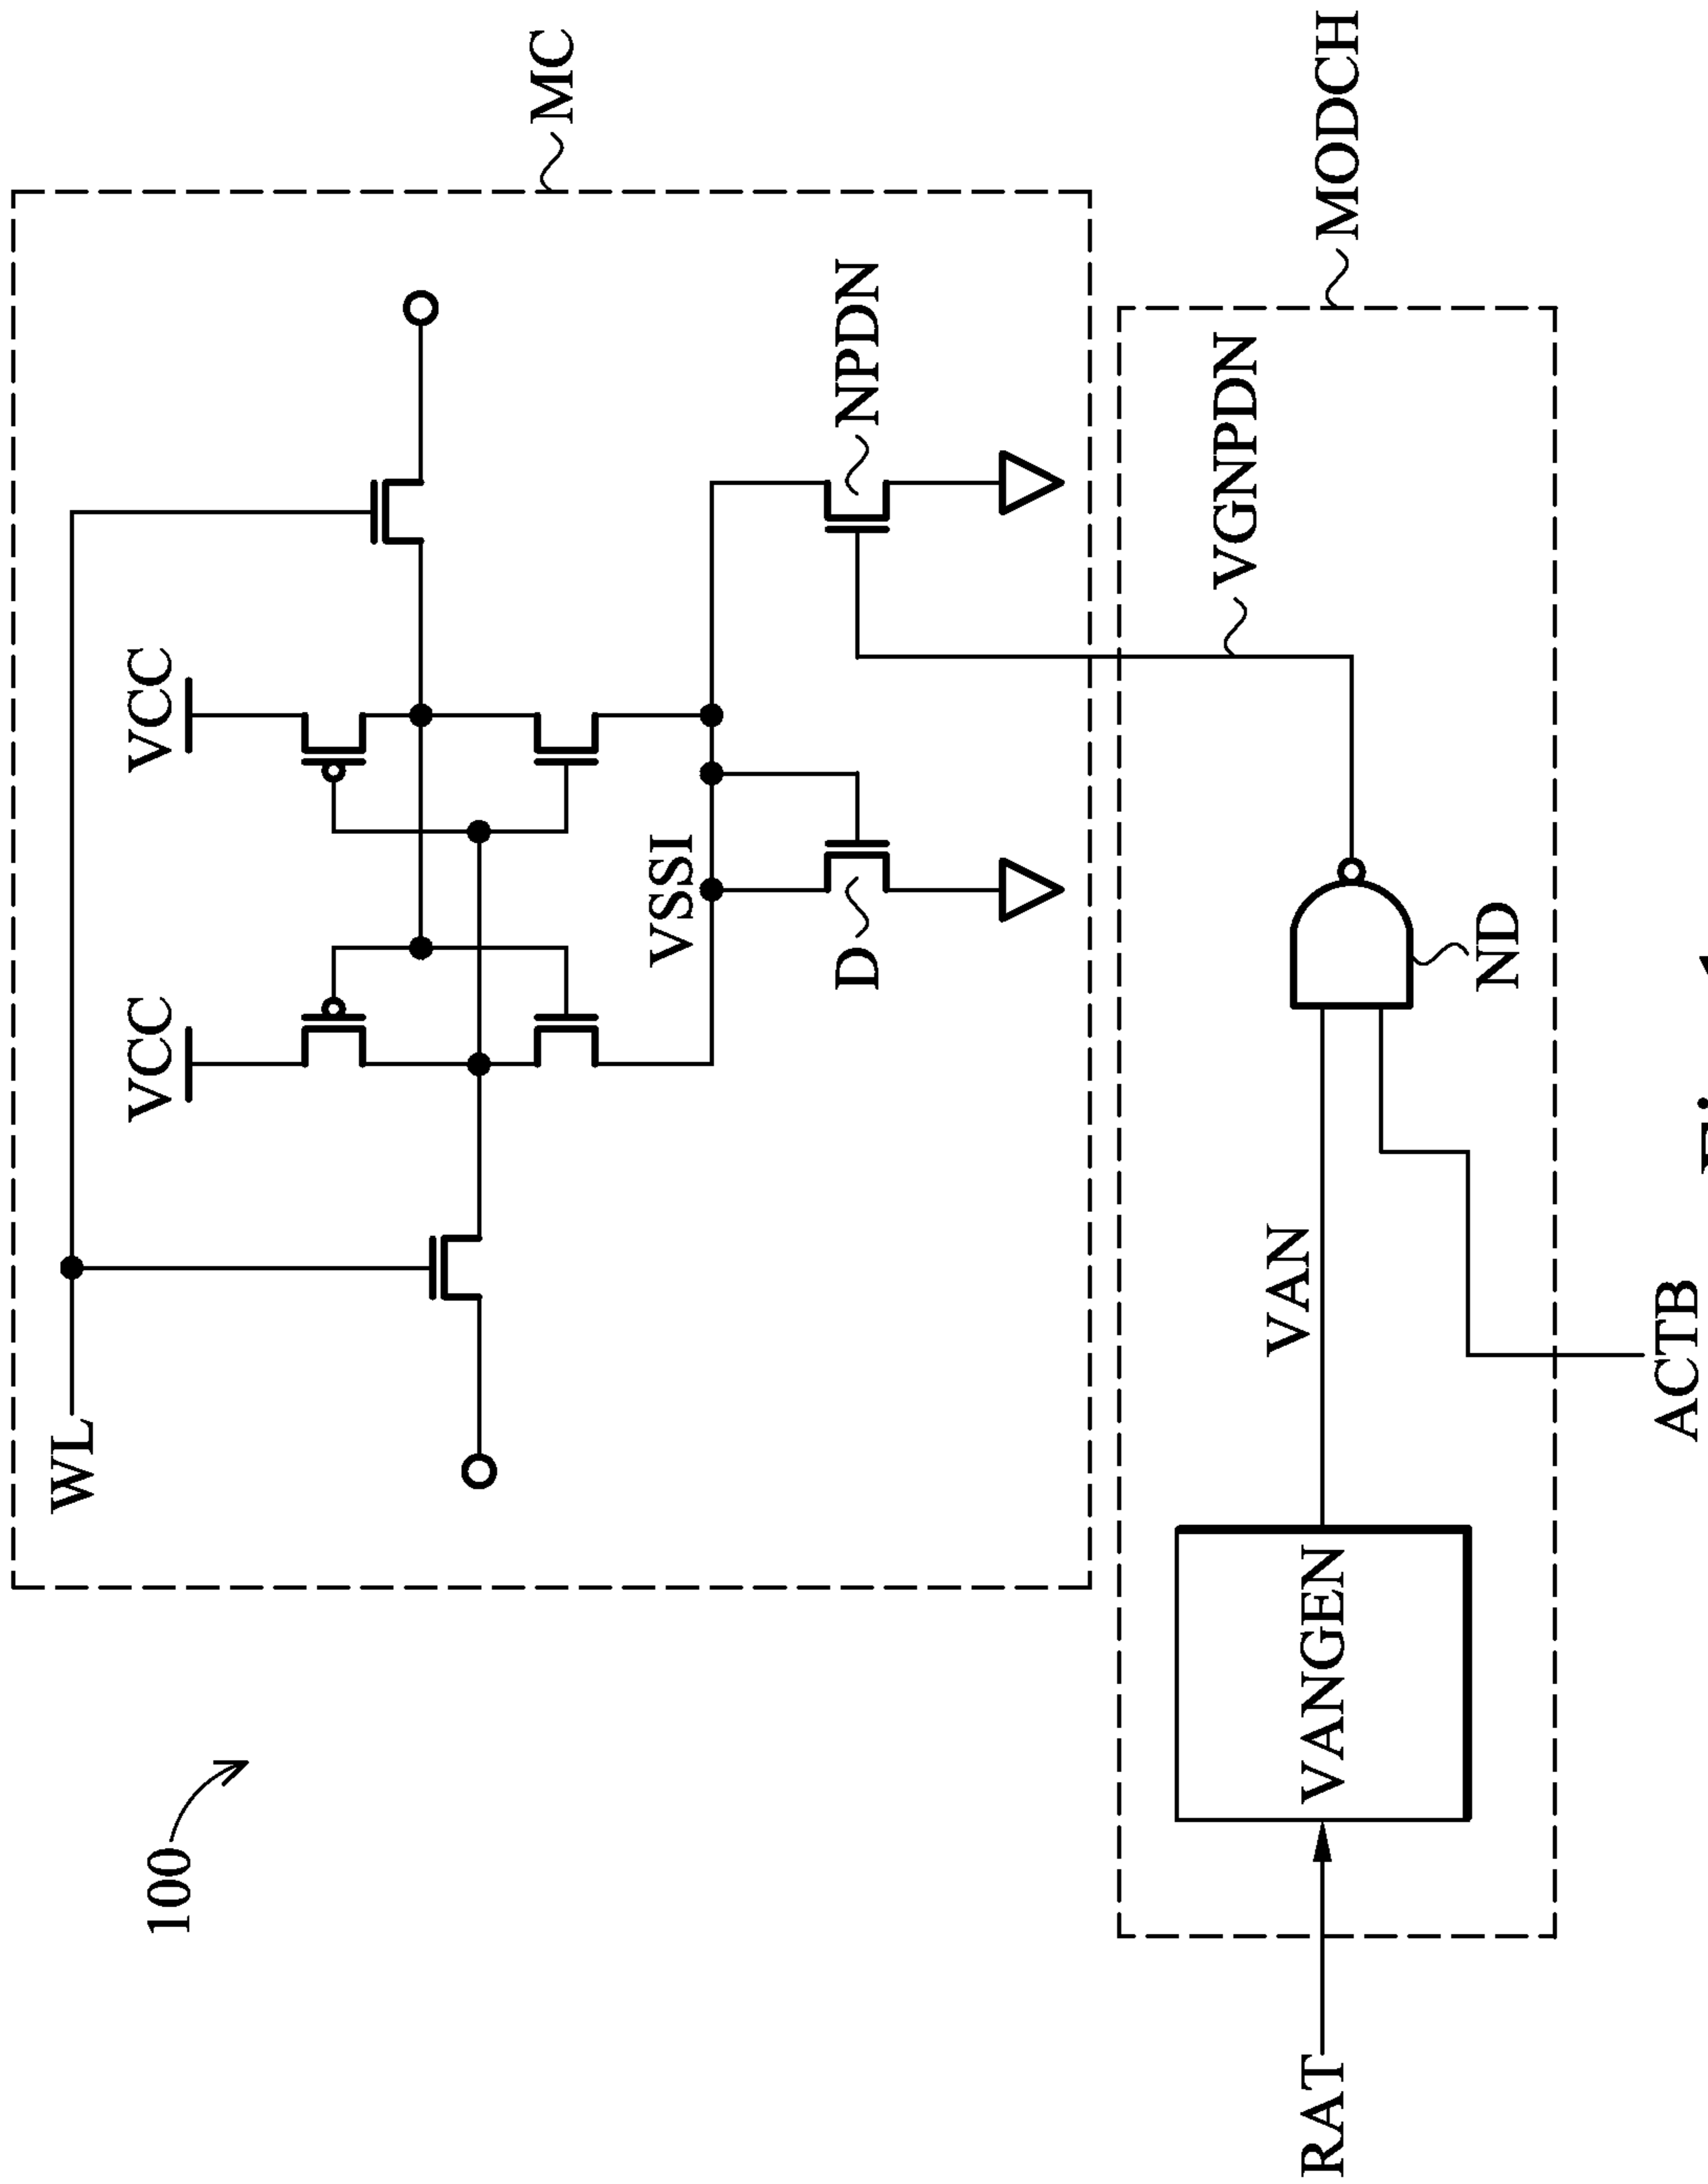 100
WL
VCC
VCC
MC
VSSI
D
NPDN
VGNPDN
MODCH
RAT
VANGEN
VAN
ND
ACTB